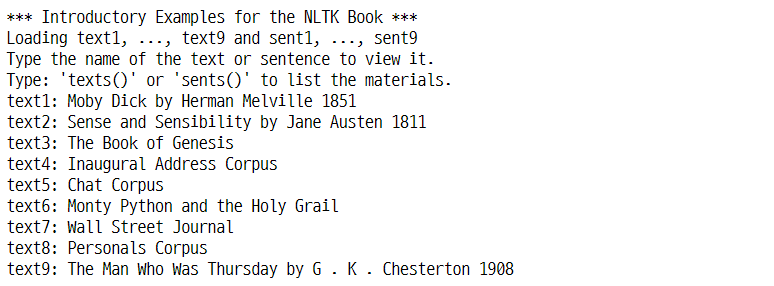 *** Introductory Examples for the NLTK Book ***
Loading text1, ..., text9 and sent1, ..., sent9
Type the name of the text or sentence to view it.
Type: 'texts()' or 'sents()' to list the materials.
text1: Moby Dick by Herman Melville 1851
text2: Sense and Sensibility by Jane Austen 1811
text3: The Book of Genesis
text4: Inaugural Address Corpus
text5: Chat Corpus
text6: Monty Python and the Holy Grail
text7: Wall Street Journal
text8: Personals Corpus
text9: The Man Who Was Thursday by G . K . Chesterton 1908